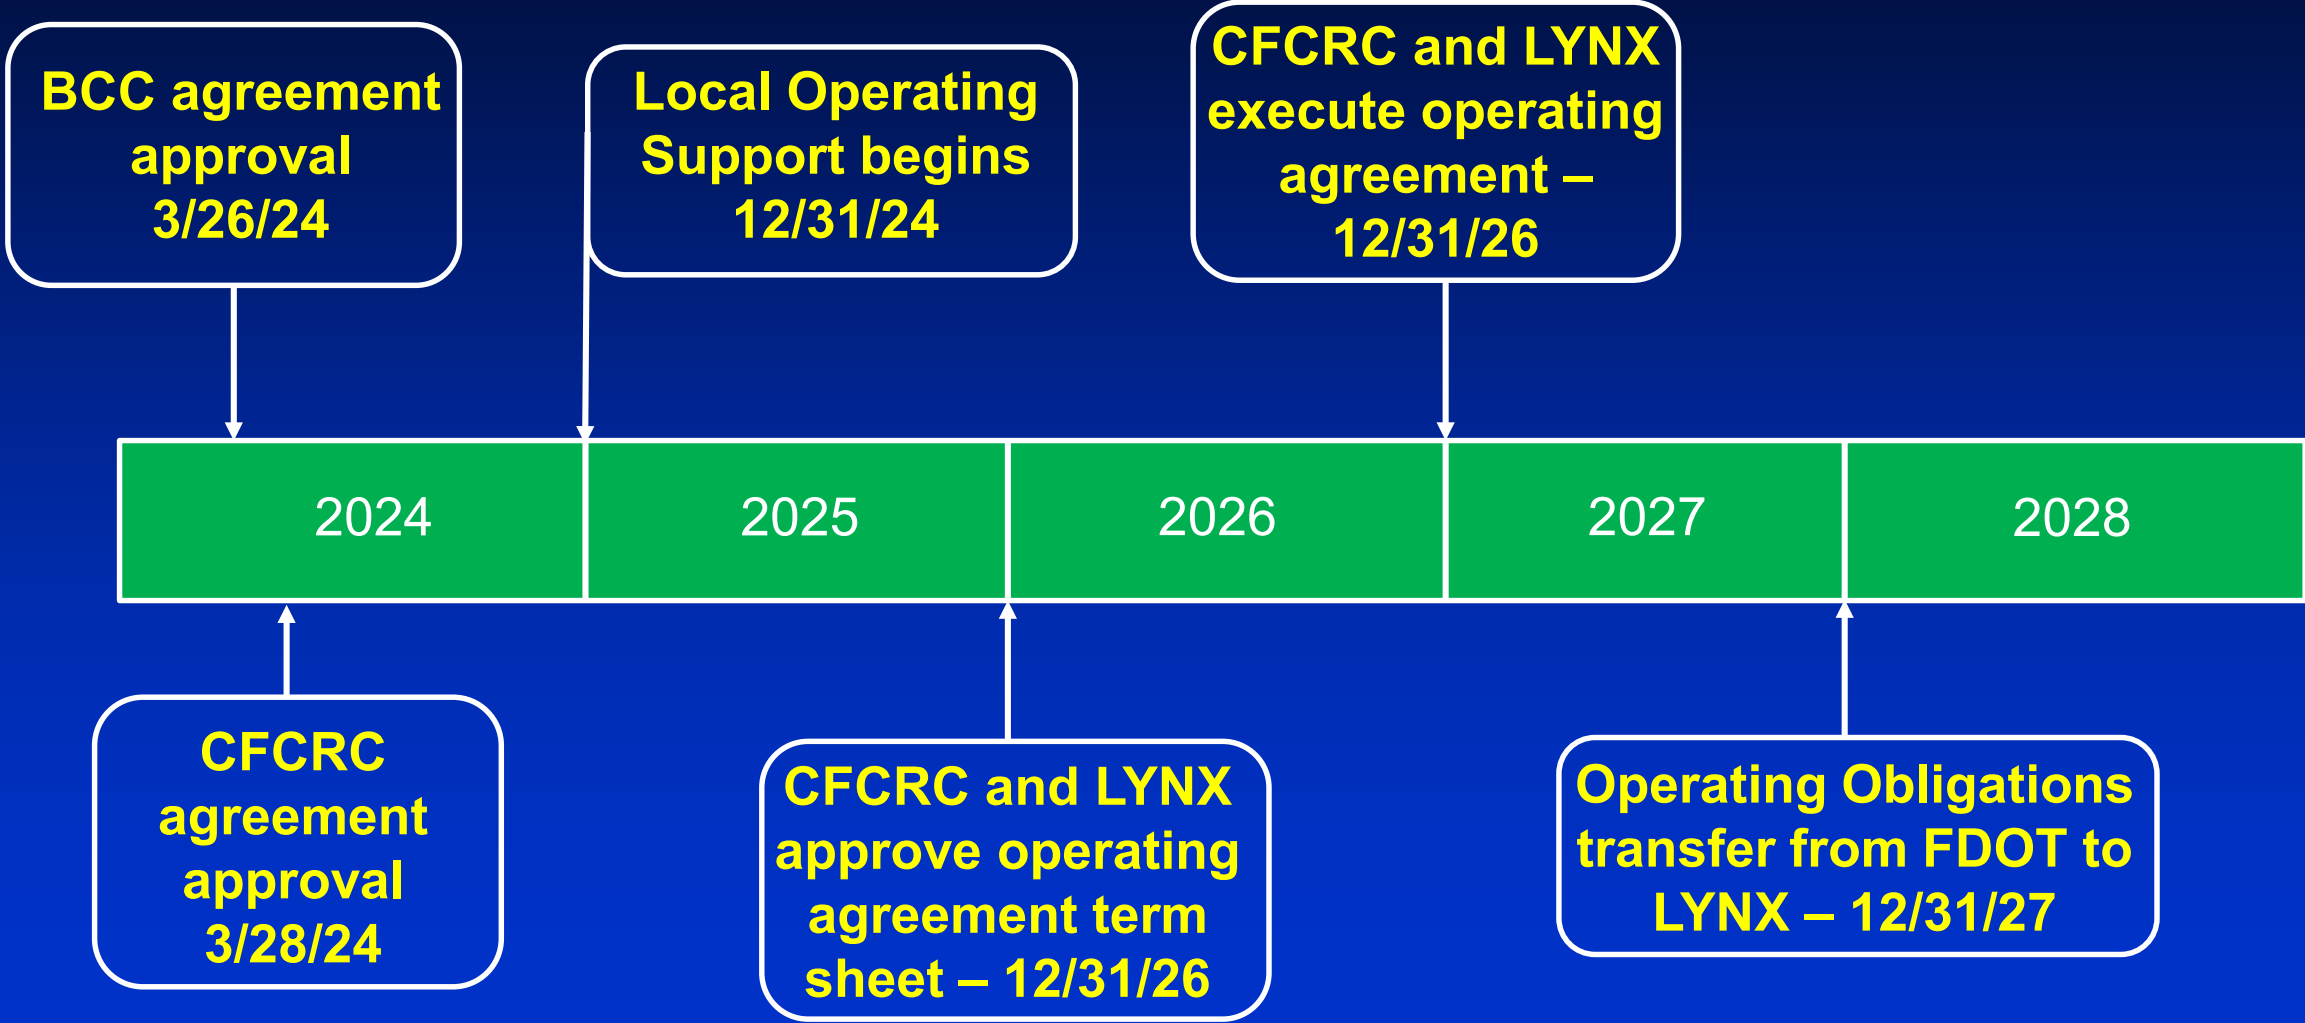 BCC agreement
approval
3/26/24
Local Operating
Support begins
12/31/24
CFCRC and LYNX
execute operating
agreement –
12/31/26
2024
2025
2026
2027
2028
CFCRC
agreement
approval
3/28/24
CFCRC and LYNX
approve operating
agreement term
sheet – 12/31/26
Operating Obligations
transfer from FDOT to
LYNX – 12/31/27